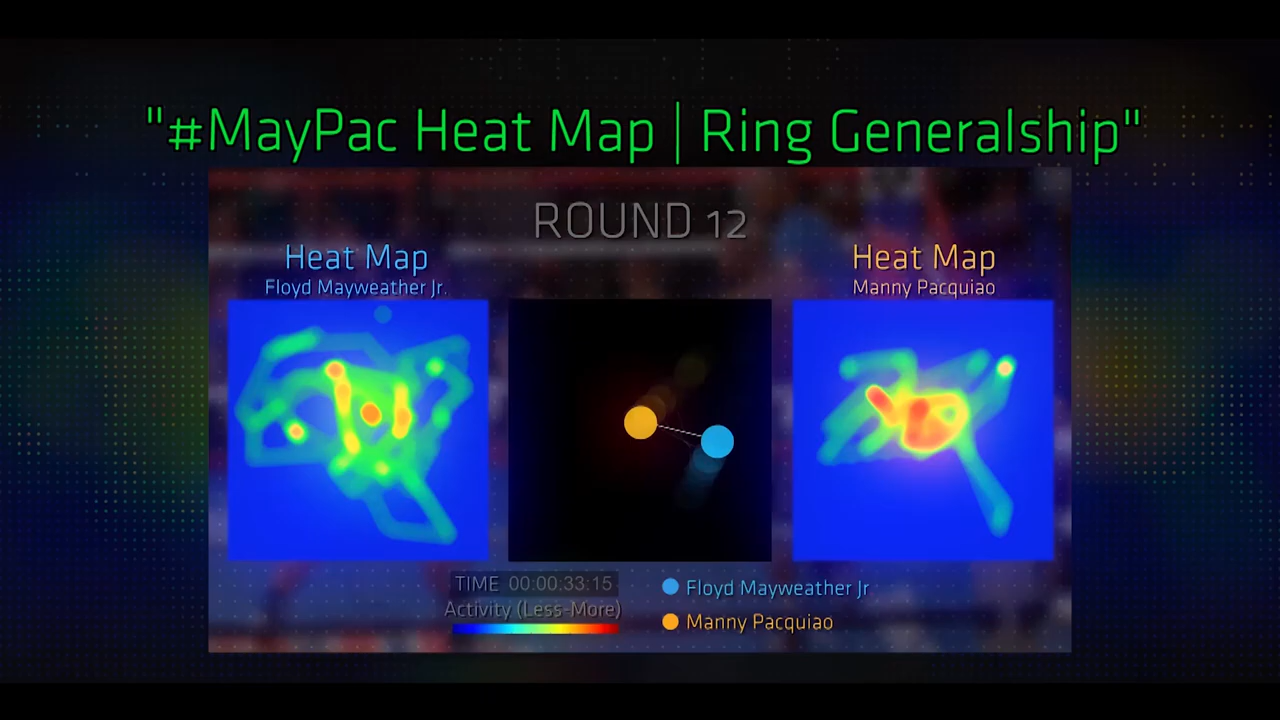 "#MayPac Heat Map | Ring Generalship"
ROUND 12
Heat Map
Floyd Mayweather Jr.
Heat Map
Manny Pacquiao
TIME 00:00:33:15
Activity (Less-More)
Floyd Mayweather Jr
Manny Pacquiao